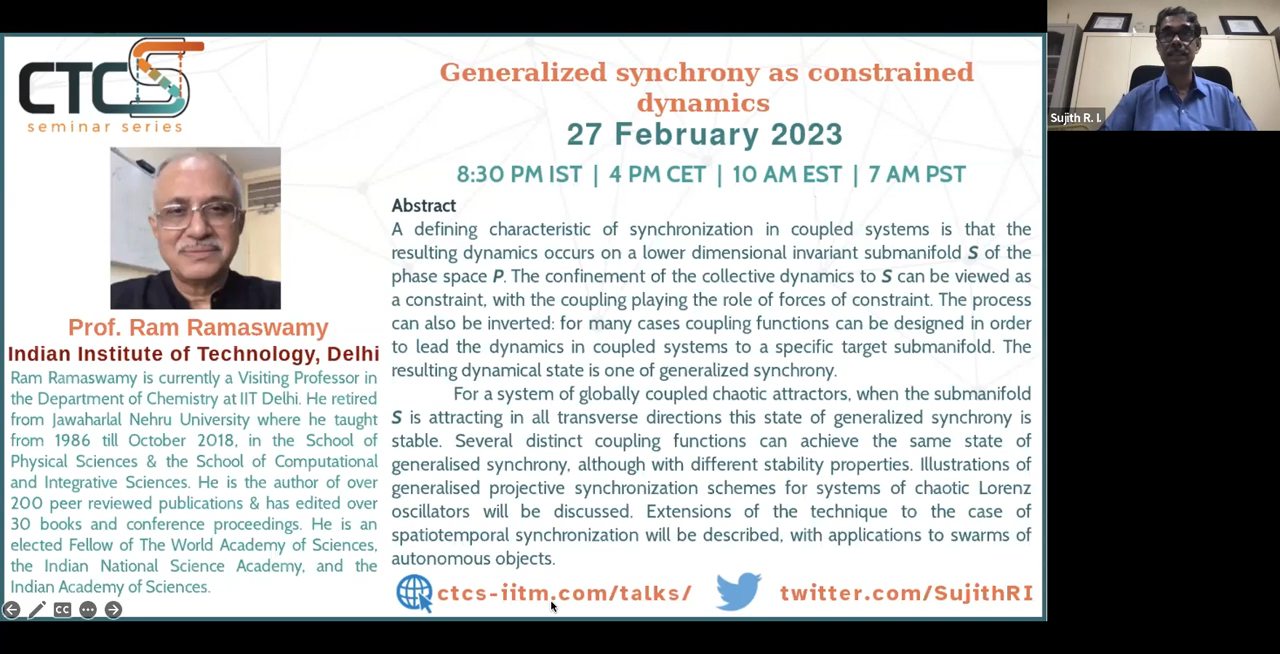 CTCS
seminar series
Generalized synchrony as constrained
dynamics
27 February 2023
8:30 PM IST | 4 PM CET | 10 AM EST | 7 AM PST
Prof. Ram Ramaswamy
Indian Institute of Technology, Delhi
Ram Ramaswamy is currently a Visiting Professor in
the Department of Chemistry at IIT Delhi. He retired
from Jawaharlal Nehru University where he taught
from 1986 till October 2018, in the School of
Physical Sciences & the School of Computational
and Integrative Sciences. He is the author of over
200 peer reviewed publications & has edited over
30 books and conference proceedings. He is an
elected Fellow of The World Academy of Sciences,
the Indian National Science Academy, and the
Indian Academy of Sciences.
Abstract
A defining characteristic of synchronization in coupled systems is that the
resulting dynamics occurs on a lower dimensional invariant submanifold S of the
phase space P. The confinement of the collective dynamics to S can be viewed as
a constraint, with the coupling playing the role of forces of constraint. The process
can also be inverted: for many cases coupling functions can be designed in order
to lead the dynamics in coupled systems to a specific target submanifold. The
resulting dynamical state is one of generalized synchrony.
For a system of globally coupled chaotic attractors, when the submanifold
S is attracting in all transverse directions this state of generalized synchrony is
stable. Several distinct coupling functions can achieve the same state of
generalised synchrony, although with different stability properties. Illustrations of
generalised projective synchronization schemes for systems of chaotic Lorenz
oscillators will be discussed. Extensions of the technique to the case of
spatiotemporal synchronization will be described, with applications to swarms of
autonomous objects.
ctcs-iitm.com/talks/
twitter.com/SujithRI
CC
Sujith R. I.